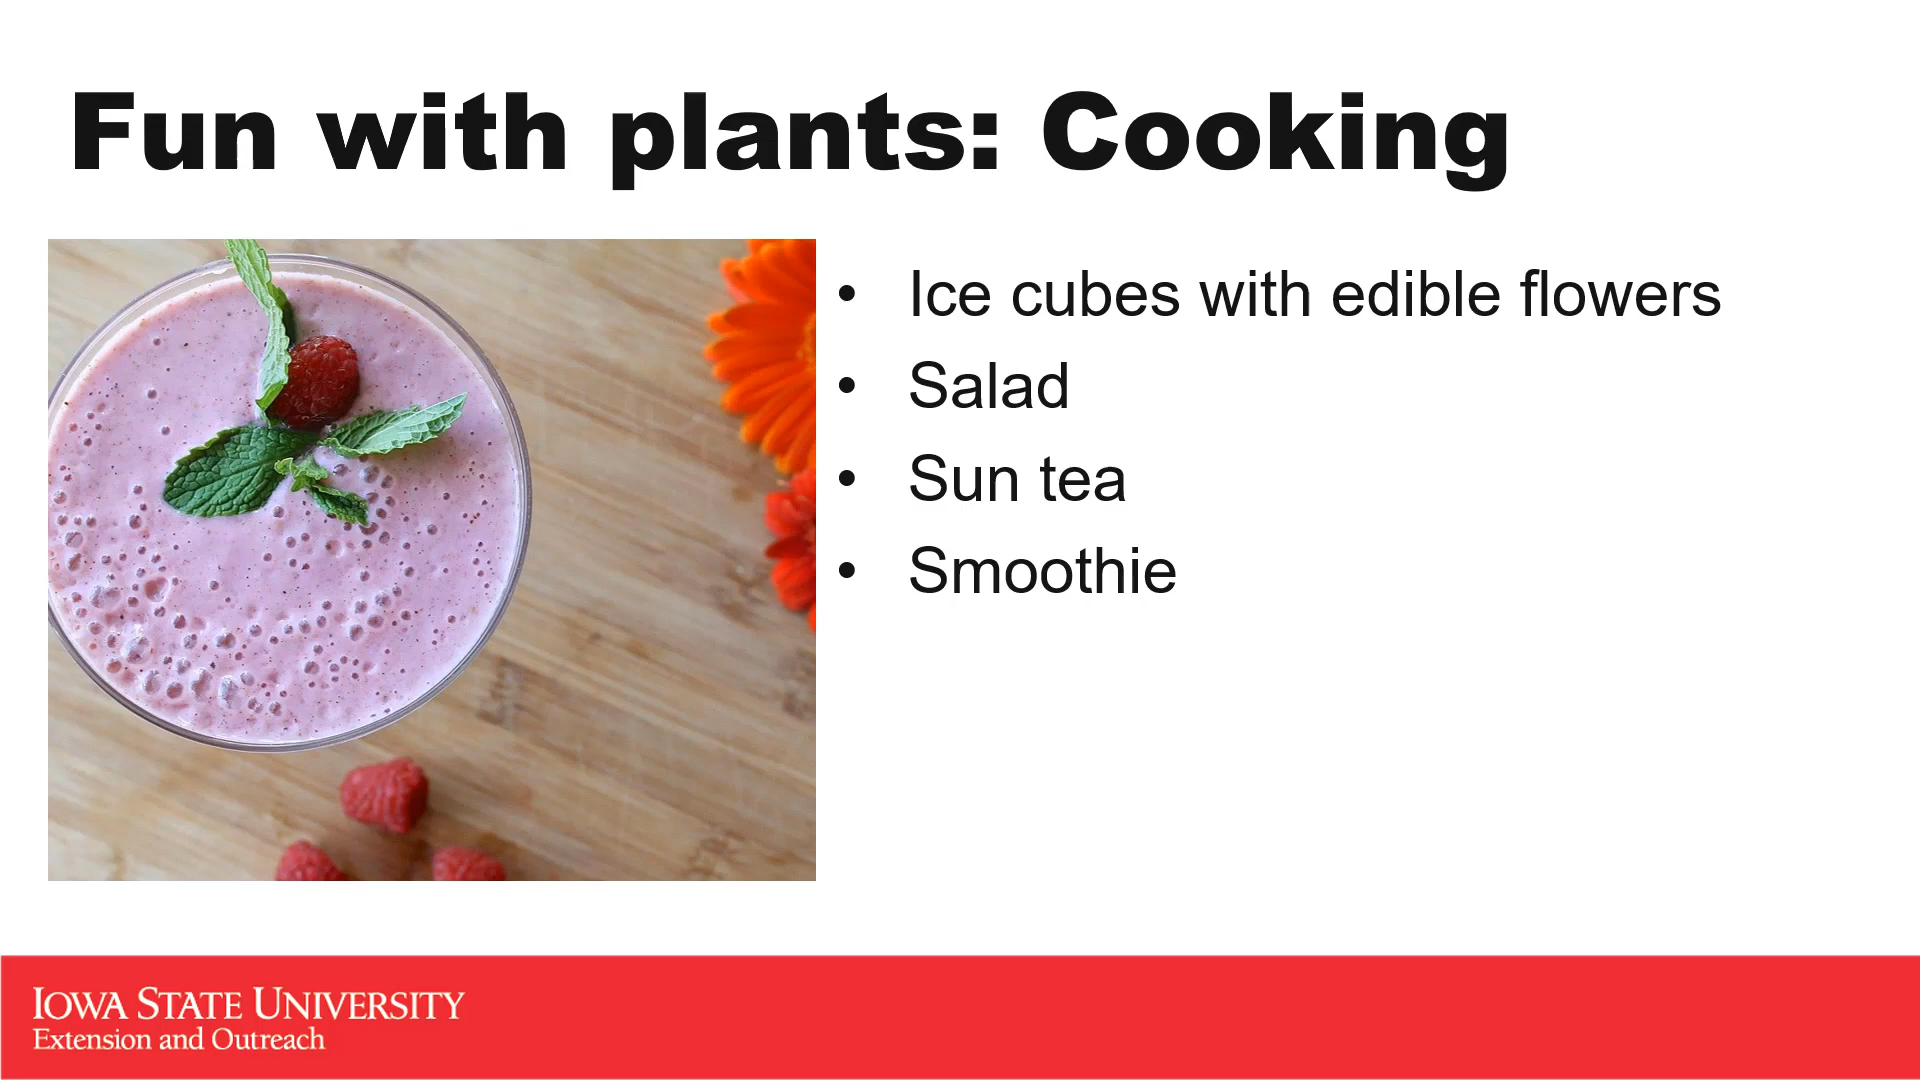 Fun with plants: Cooking
• Ice cubes with edible flowers
• Salad
• Sun tea
• Smoothie
IOWA STATE UNIVERSITY
Extension and Outreach